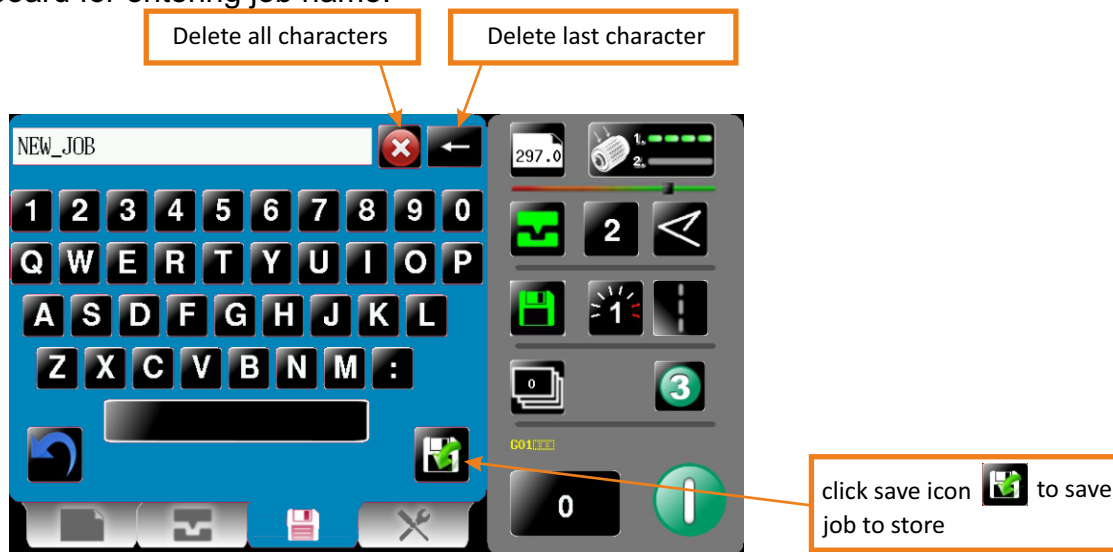 board for entering job name.
Delete all characters
Delete last character
NEW_JOB
297.0
1.
2.
1 2 3 4 5 6 7 8 9 0
Q W E R T Y U I O P
2
A S D F G H J K L
1
Z X C V B N M :
0
3
G01
0
click save icon to save
job to store